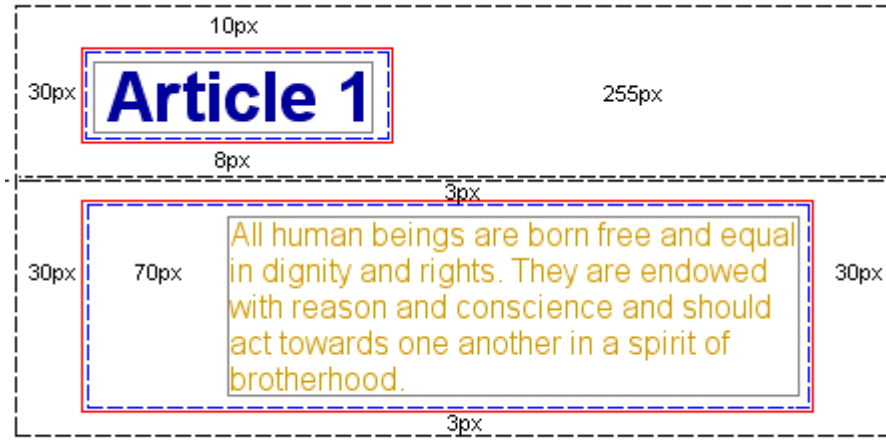 10px
30px Article 1 255px
8px
3px
All human beings are born free and equal
30px 70px in dignity and rights. They are endowed 30px
with reason and conscience and should
act towards one another in a spirit of
brotherhood.
3px